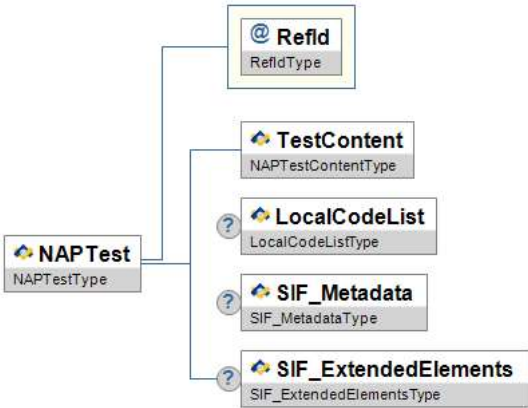 @ RefId
RefIdType
TestContent
NAPTestContentType
? LocalCodeList
LocalCodeListType
NAPTest
NAPTestType
? SIF_Metadata
SIF_MetadataType
? SIF_ExtendedElements
SIF_ExtendedElementsType